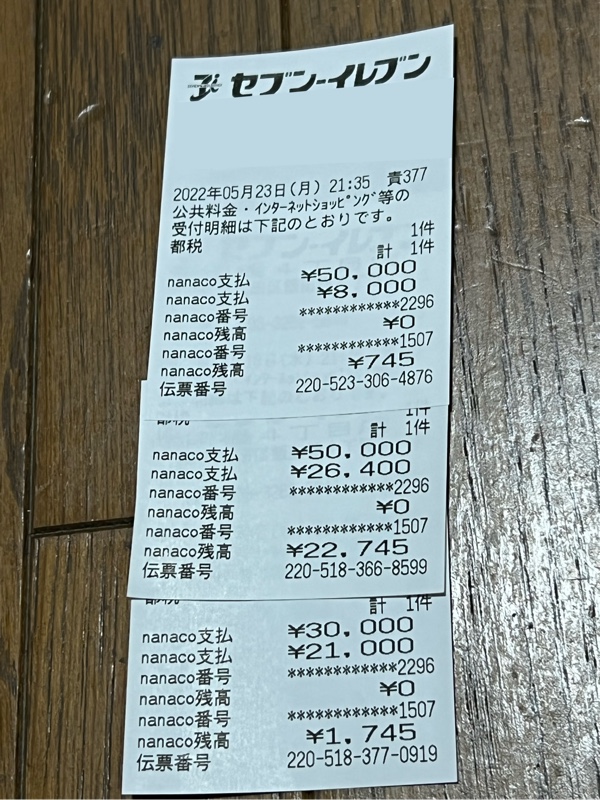 セブン-イレブン
2022年05月23日(月) 21:35 責377
公共料金・ｲﾝﾀｰﾈｯﾄｼｮｯﾋﾟﾝｸﾞ等の
受付明細は下記のとおりです。
都税 1件
計 1件
nanaco支払 ¥50,000
nanaco支払 ¥8,000
nanaco番号 ************2296
nanaco残高 ¥0
nanaco番号 ************1507
nanaco残高 ¥745
伝票番号 220-523-306-4876
都税 1件
計 1件
nanaco支払 ¥50,000
nanaco支払 ¥26,400
nanaco番号 ************2296
nanaco残高 ¥0
nanaco番号 ************1507
nanaco残高 ¥22,745
伝票番号 220-518-366-8599
都税
計 1件
nanaco支払 ¥30,000
nanaco支払 ¥21,000
nanaco番号 ************2296
nanaco残高 ¥0
nanaco番号 ************1507
nanaco残高 ¥1,745
伝票番号 220-518-377-0919